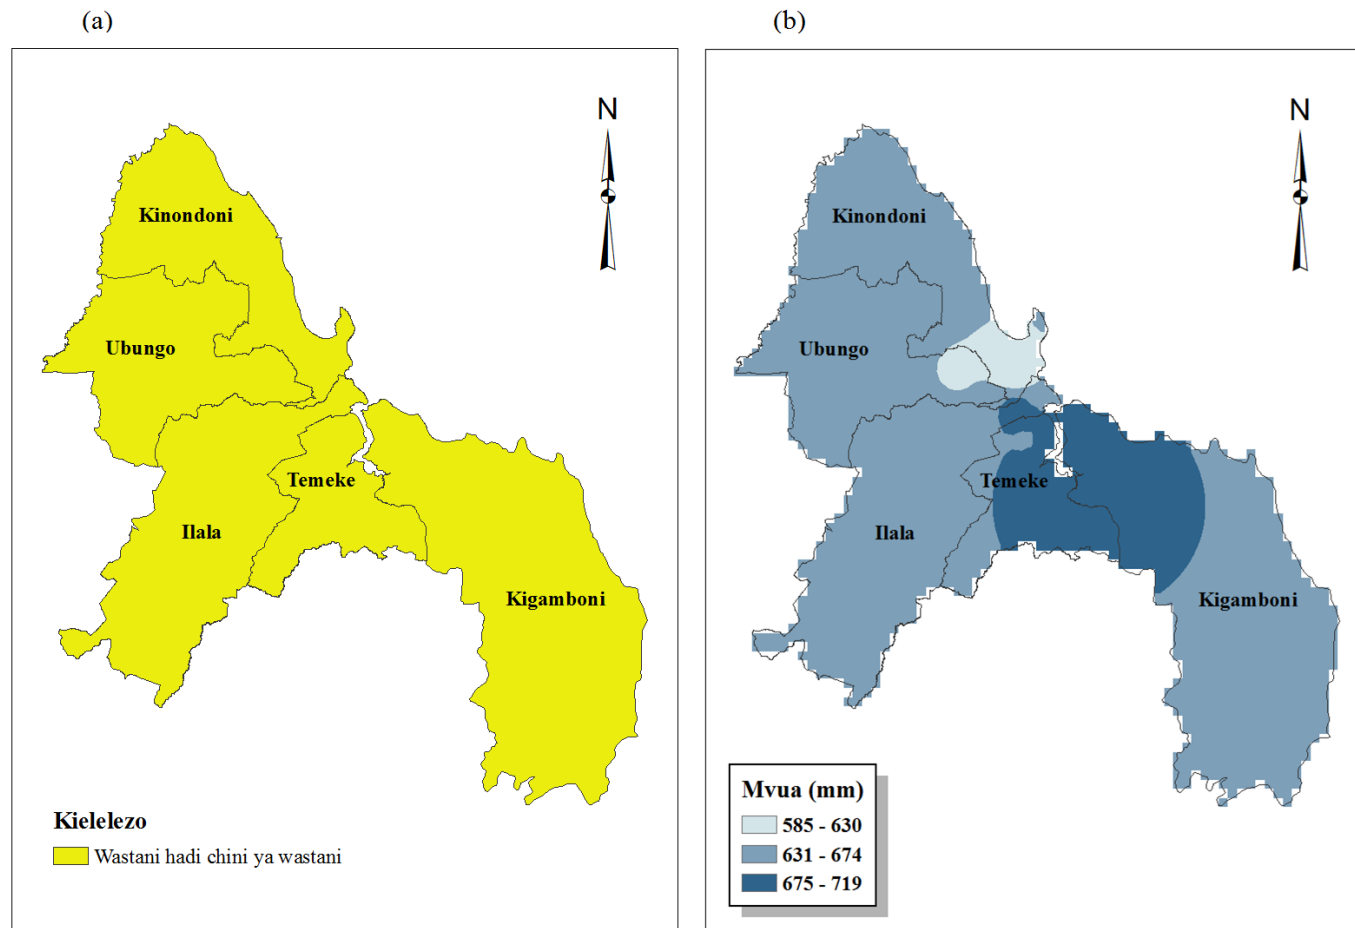 (a)
N
Kinondoni
Ubungo
Temeke
Ilala
Kigamboni
Kielelezo
Wastani hadi chini ya wastani
(b)
N
Kinondoni
Ubungo
Temeke
Ilala
Kigamboni
Mvua (mm)
585 - 630
631 - 674
675 - 719